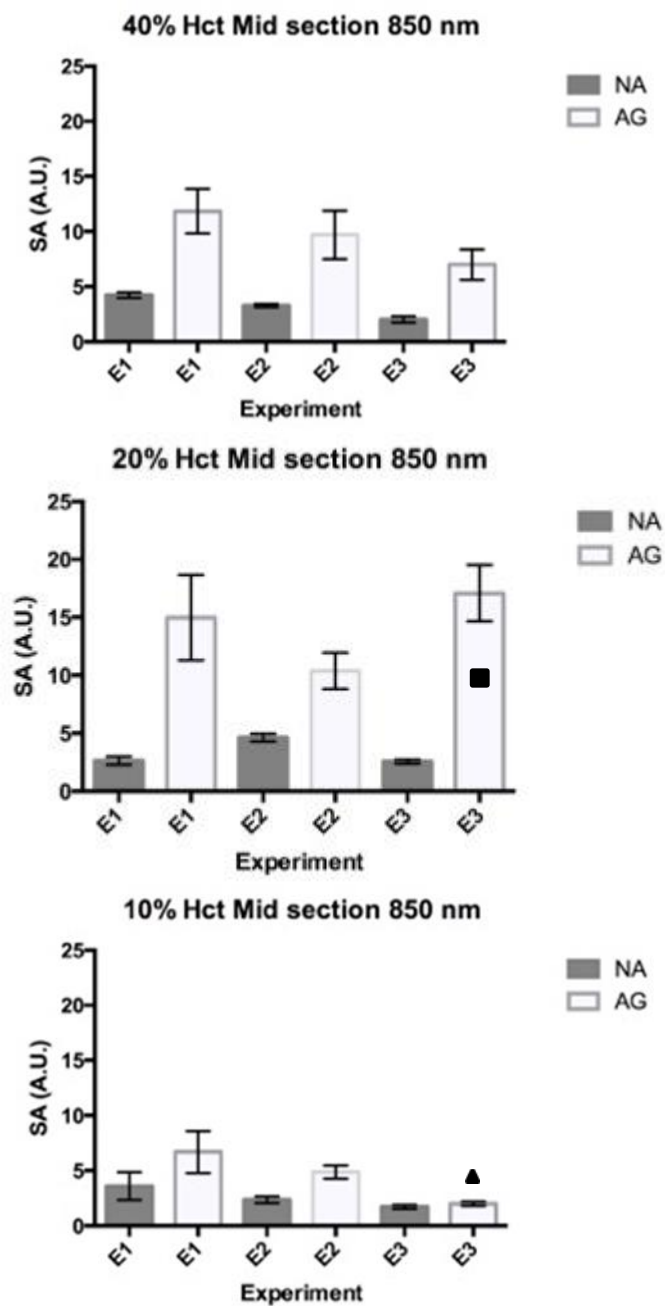 40% Hct Mid section 850 nm
25
20
15
10
5
0
SA (A.U.)
E1 E1 E2 E2 E3 E3
Experiment
NA
AG
20% Hct Mid section 850 nm
25
20
15
10
5
0
SA (A.U.)
E1 E1 E2 E2 E3 E3
Experiment
NA
AG
10% Hct Mid section 850 nm
25
20
15
10
5
0
SA (A.U.)
E1 E1 E2 E2 E3 E3
Experiment
NA
AG